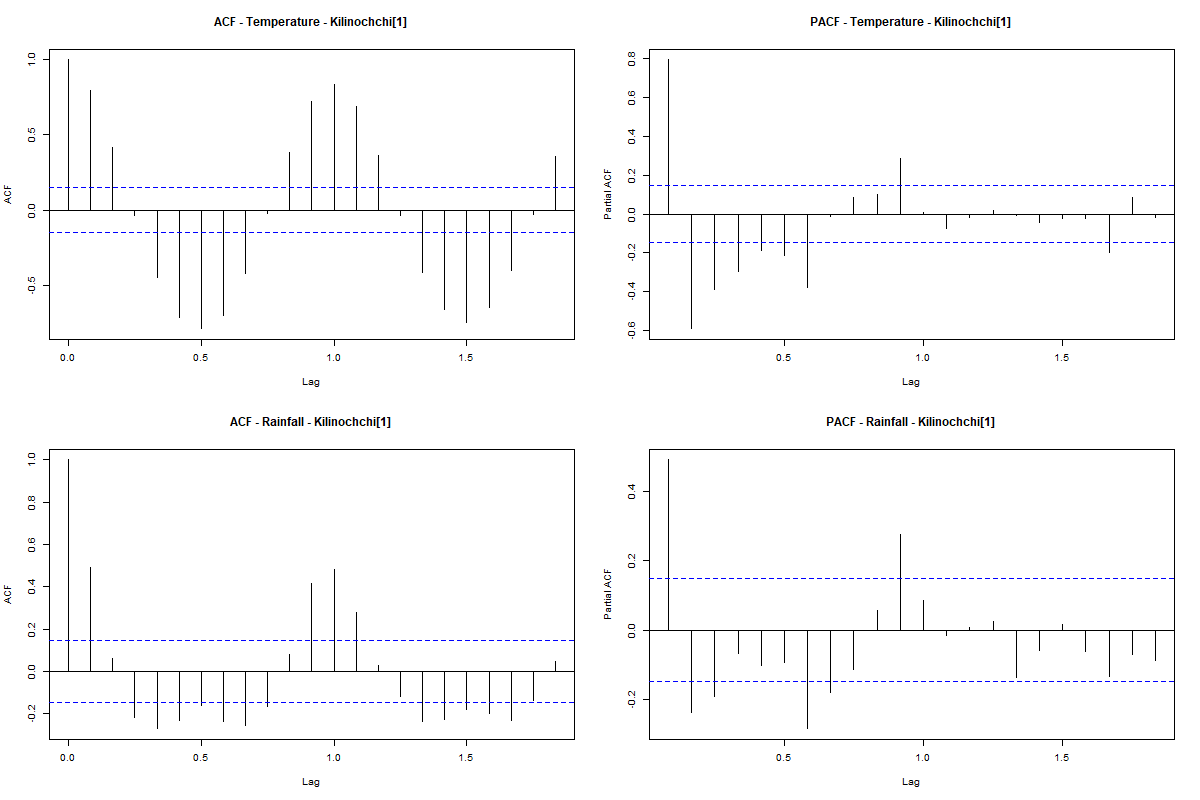 ACF - Temperature - Kilinochchi[1]
ACF
1.0
0.5
0.0
-0.5
0.0 0.5 1.0 1.5
Lag
PACF - Temperature - Kilinochchi[1]
Partial ACF
0.8
0.6
0.4
0.2
0.0
-0.2
-0.4
-0.6
0.5 1.0 1.5
Lag
ACF - Rainfall - Kilinochchi[1]
ACF
1.0
0.8
0.6
0.4
0.2
0.0
-0.2
0.0 0.5 1.0 1.5
Lag
PACF - Rainfall - Kilinochchi[1]
Partial ACF
0.4
0.2
0.0
-0.2
0.5 1.0 1.5
Lag